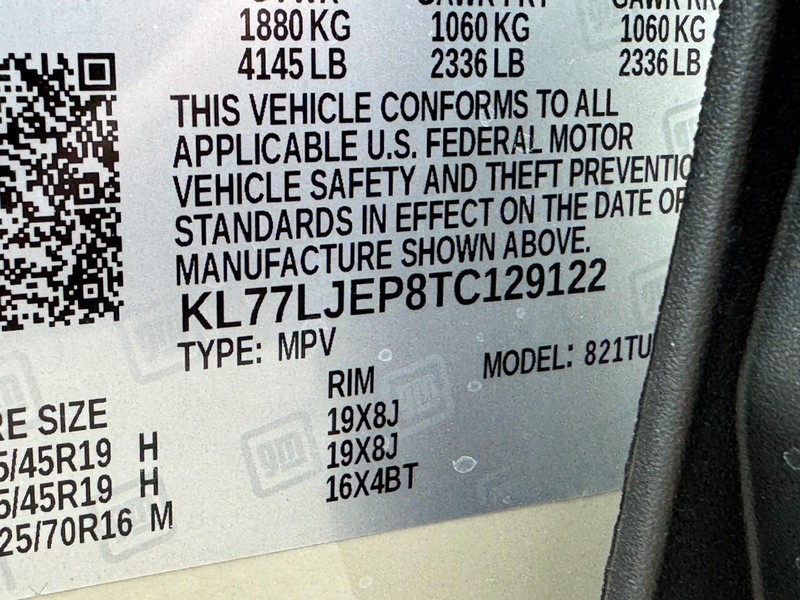 1880 KG 1060 KG 1060 KG
4145 LB 2336 LB 2336 LB
THIS VEHICLE CONFORMS TO ALL
APPLICABLE U.S. FEDERAL MOTOR
VEHICLE SAFETY AND THEFT PREVENTIO
STANDARDS IN EFFECT ON THE DATE OF
MANUFACTURE SHOWN ABOVE.
KL77LJEP8TC129122
TYPE: MPV MODEL: 821TU
RE SIZE RIM
5/45R19 H 19X8J
5/45R19 H 19X8J
25/70R16 M 16X4BT
gm